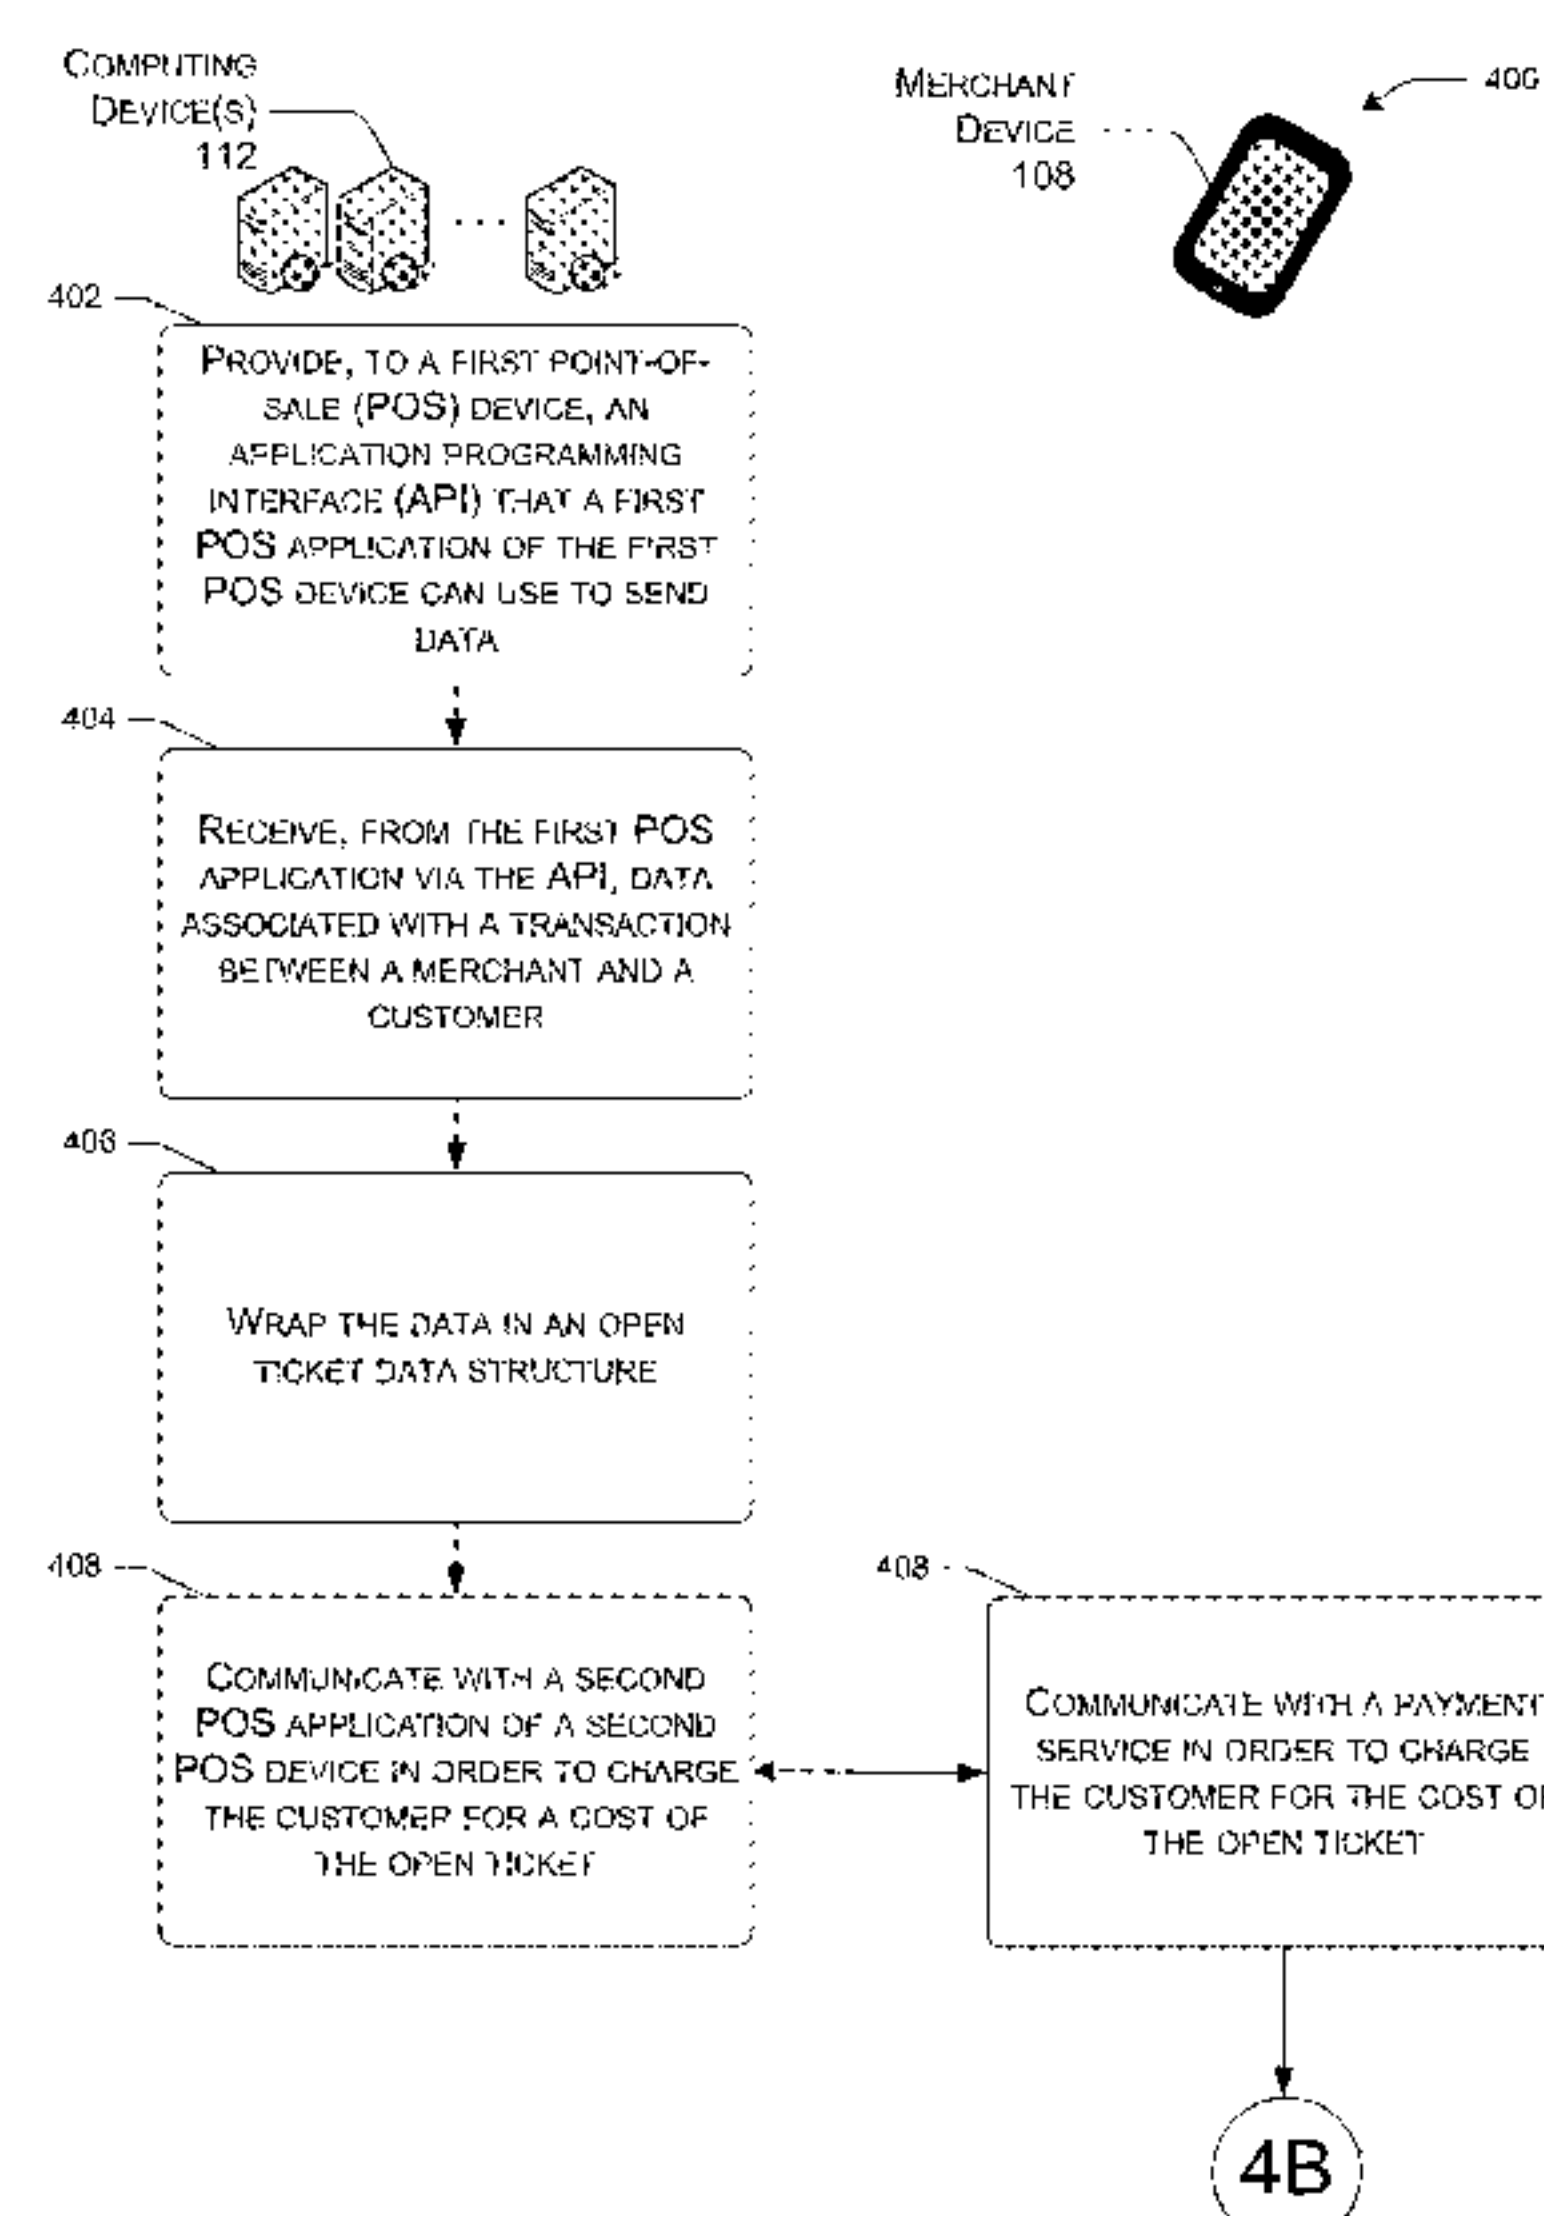 COMPUTING
DEVICE(S)
112
MERCHANT
DEVICE
108
400
402
PROVIDE, TO A FIRST POINT-OF-
SALE (POS) DEVICE, AN
APPLICATION PROGRAMMING
INTERFACE (API) THAT A FIRST
POS APPLICATION OF THE FIRST
POS DEVICE CAN USE TO SEND
DATA
404
RECEIVE, FROM THE FIRST POS
APPLICATION VIA THE API, DATA
ASSOCIATED WITH A TRANSACTION
BETWEEN A MERCHANT AND A
CUSTOMER
406
WRAP THE DATA IN AN OPEN
TICKET DATA STRUCTURE
408
COMMUNICATE WITH A SECOND
POS APPLICATION OF A SECOND
POS DEVICE IN ORDER TO CHARGE
THE CUSTOMER FOR A COST OF
THE OPEN TICKET
408
COMMUNICATE WITH A PAYMENT
SERVICE IN ORDER TO CHARGE
THE CUSTOMER FOR THE COST OF
THE OPEN TICKET
4B